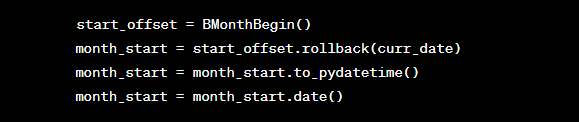 start_offset = BMonthBegin()
month_start = start_offset.rollback(curr_date)
month_start = month_start.to_pydatetime()
month_start = month_start.date()